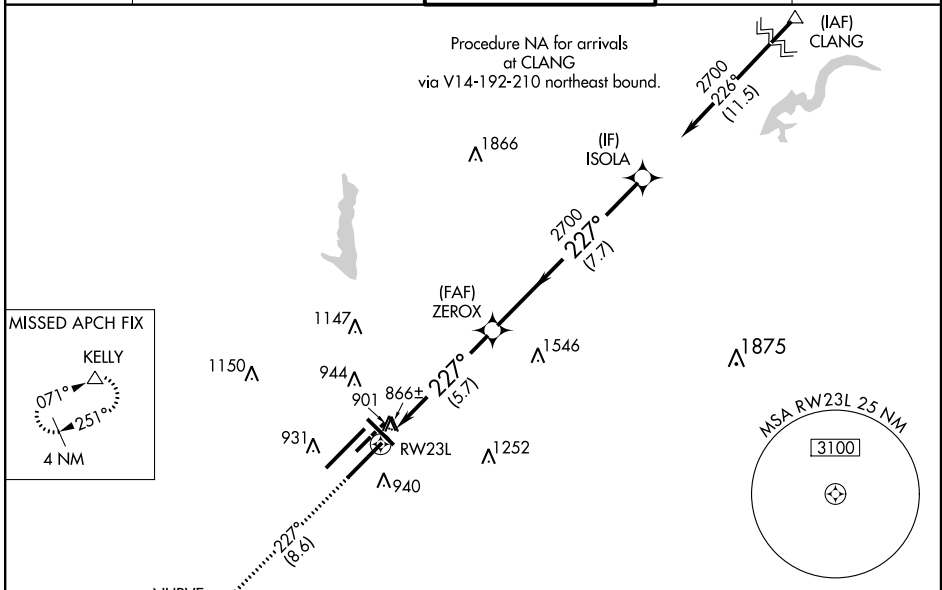 Procedure NA for arrivals
at CLANG
via V14-192-210 northeast bound.
(IAF)
CLANG
2700
226°
(11.5)
(IF)
ISOLA
1866
2700
227°
(7.7)
(FAF)
ZEROX
1147
1546
1875
1150
944
227°
(5.7)
901
866±
931
RW23L
1252
940
227°
(8.6)
MISSED APCH FIX
KELLY
071°
251°
4 NM
MSA RW23L 25 NM
3100